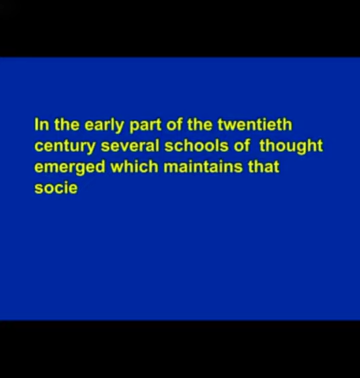 In the early part of the twentieth
century several schools of  thought
emerged which maintains that
socie